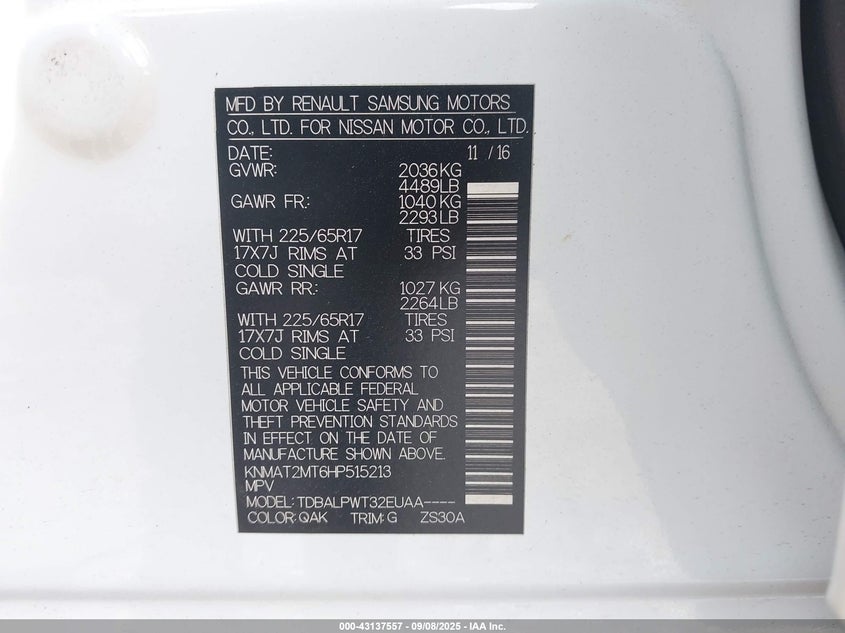 MFD BY RENAULT SAMSUNG MOTORS
CO., LTD. FOR NISSAN MOTOR CO., LTD.
DATE: 11 / 16
GVWR: 2036 KG
4489 LB
GAWR FR.: 1040 KG
2293 LB
WITH 225/65R17 TIRES
17X7J RIMS AT 33 PSI
COLD SINGLE
GAWR RR.: 1027 KG
2264 LB
WITH 225/65R17 TIRES
17X7J RIMS AT 33 PSI
COLD SINGLE
THIS VEHICLE CONFORMS TO
ALL APPLICABLE FEDERAL
MOTOR VEHICLE SAFETY AND
THEFT PREVENTION STANDARDS
IN EFFECT ON THE DATE OF
MANUFACTURE SHOWN ABOVE.
KNMAT2MT6HP515213
MPV
MODEL: TDBALPWT32EUAA----
COLOR: QAK TRIM: G ZS30A
000-43137557 - 09/08/2025 - IAA Inc.